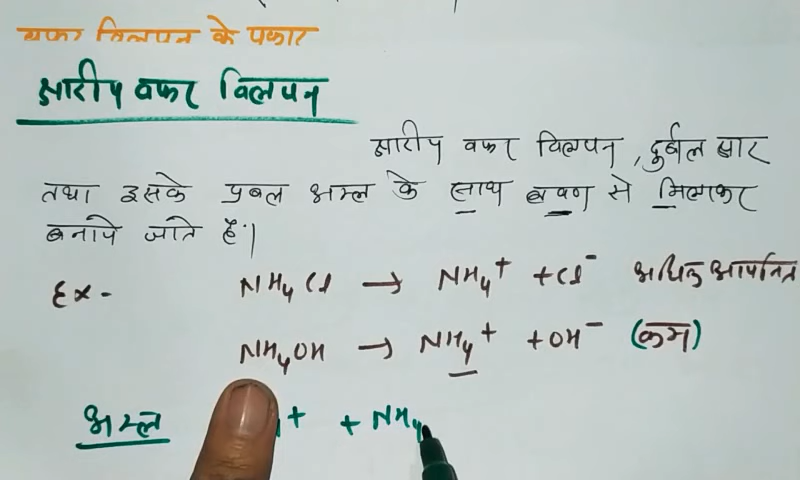 बफर विलयन के प्रकार
क्षारीय बफर विलयन
क्षारीय बफर विलयन, दुर्बल क्षार
तथा इसके प्रबल अम्ल के साथ लवण से मिलाकर
बनाये जाते हैं।
Ex- NH₄Cl → NH₄⁺ + Cl⁻ अधिक आयनित
NH₄OH → NH₄⁺ + OH⁻ (कम)
अम्ल + + NH₄